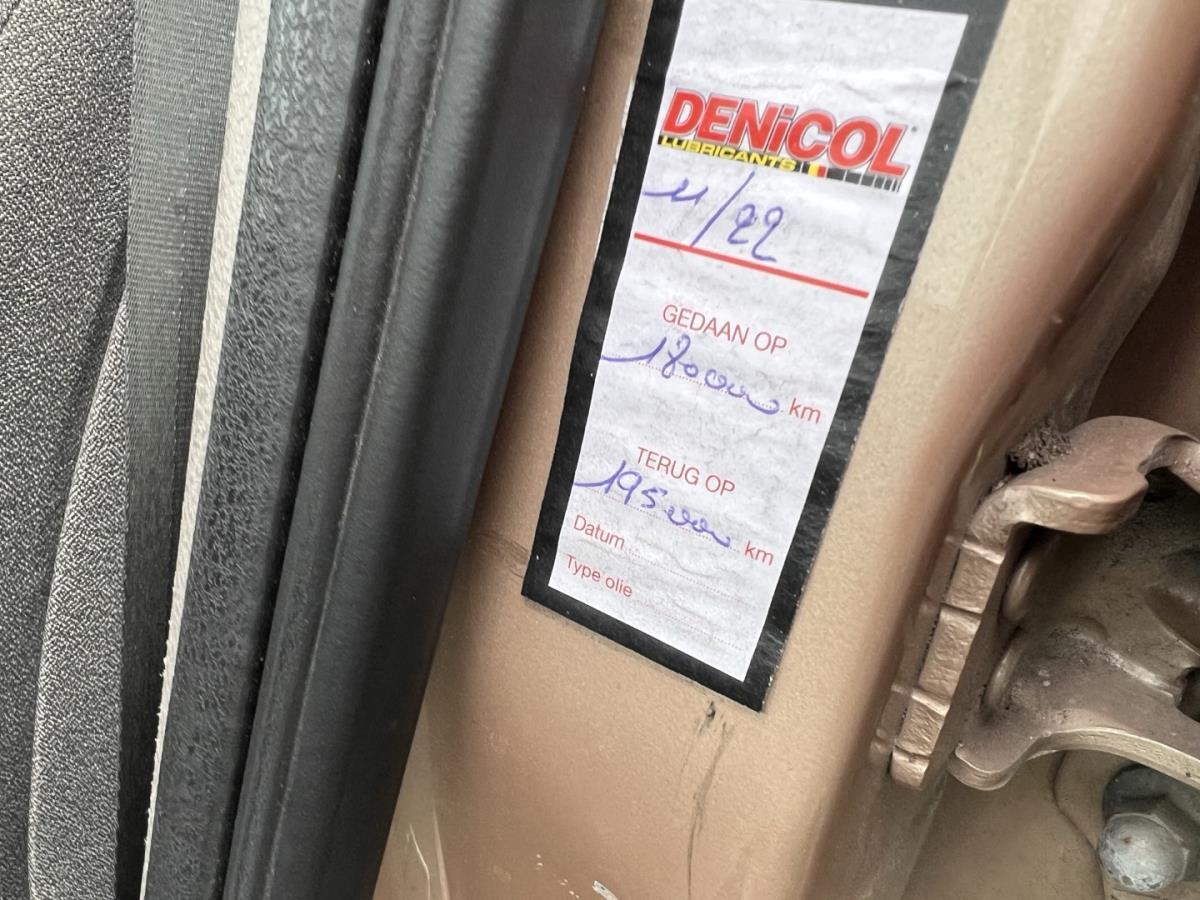 DENiCOL
LUBRICANTS
11/22
GEDAAN OP
180000 km
TERUG OP
195000 km
Datum
Type olie